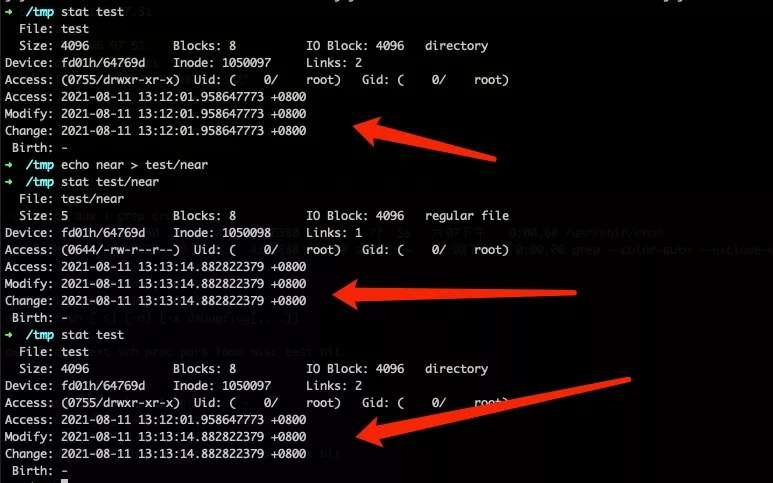 ➜  /tmp stat test
  File: test
  Size: 4096            Blocks: 8          IO Block: 4096   directory
Device: fd01h/64769d    Inode: 1050097     Links: 2
Access: (0755/drwxr-xr-x)  Uid: (    0/    root)   Gid: (    0/    root)
Access: 2021-08-11 13:12:01.958647773 +0800
Modify: 2021-08-11 13:12:01.958647773 +0800
Change: 2021-08-11 13:12:01.958647773 +0800
 Birth: -
➜  /tmp echo near > test/near
➜  /tmp stat test/near
  File: test/near
  Size: 5               Blocks: 8          IO Block: 4096   regular file
Device: fd01h/64769d    Inode: 1050098     Links: 1
Access: (0644/-rw-r--r--)  Uid: (    0/    root)   Gid: (    0/    root)
Access: 2021-08-11 13:13:14.882822379 +0800
Modify: 2021-08-11 13:13:14.882822379 +0800
Change: 2021-08-11 13:13:14.882822379 +0800
 Birth: -
➜  /tmp stat test
  File: test
  Size: 4096            Blocks: 8          IO Block: 4096   directory
Device: fd01h/64769d    Inode: 1050097     Links: 2
Access: (0755/drwxr-xr-x)  Uid: (    0/    root)   Gid: (    0/    root)
Access: 2021-08-11 13:12:01.958647773 +0800
Modify: 2021-08-11 13:13:14.882822379 +0800
Change: 2021-08-11 13:13:14.882822379 +0800
 Birth: -